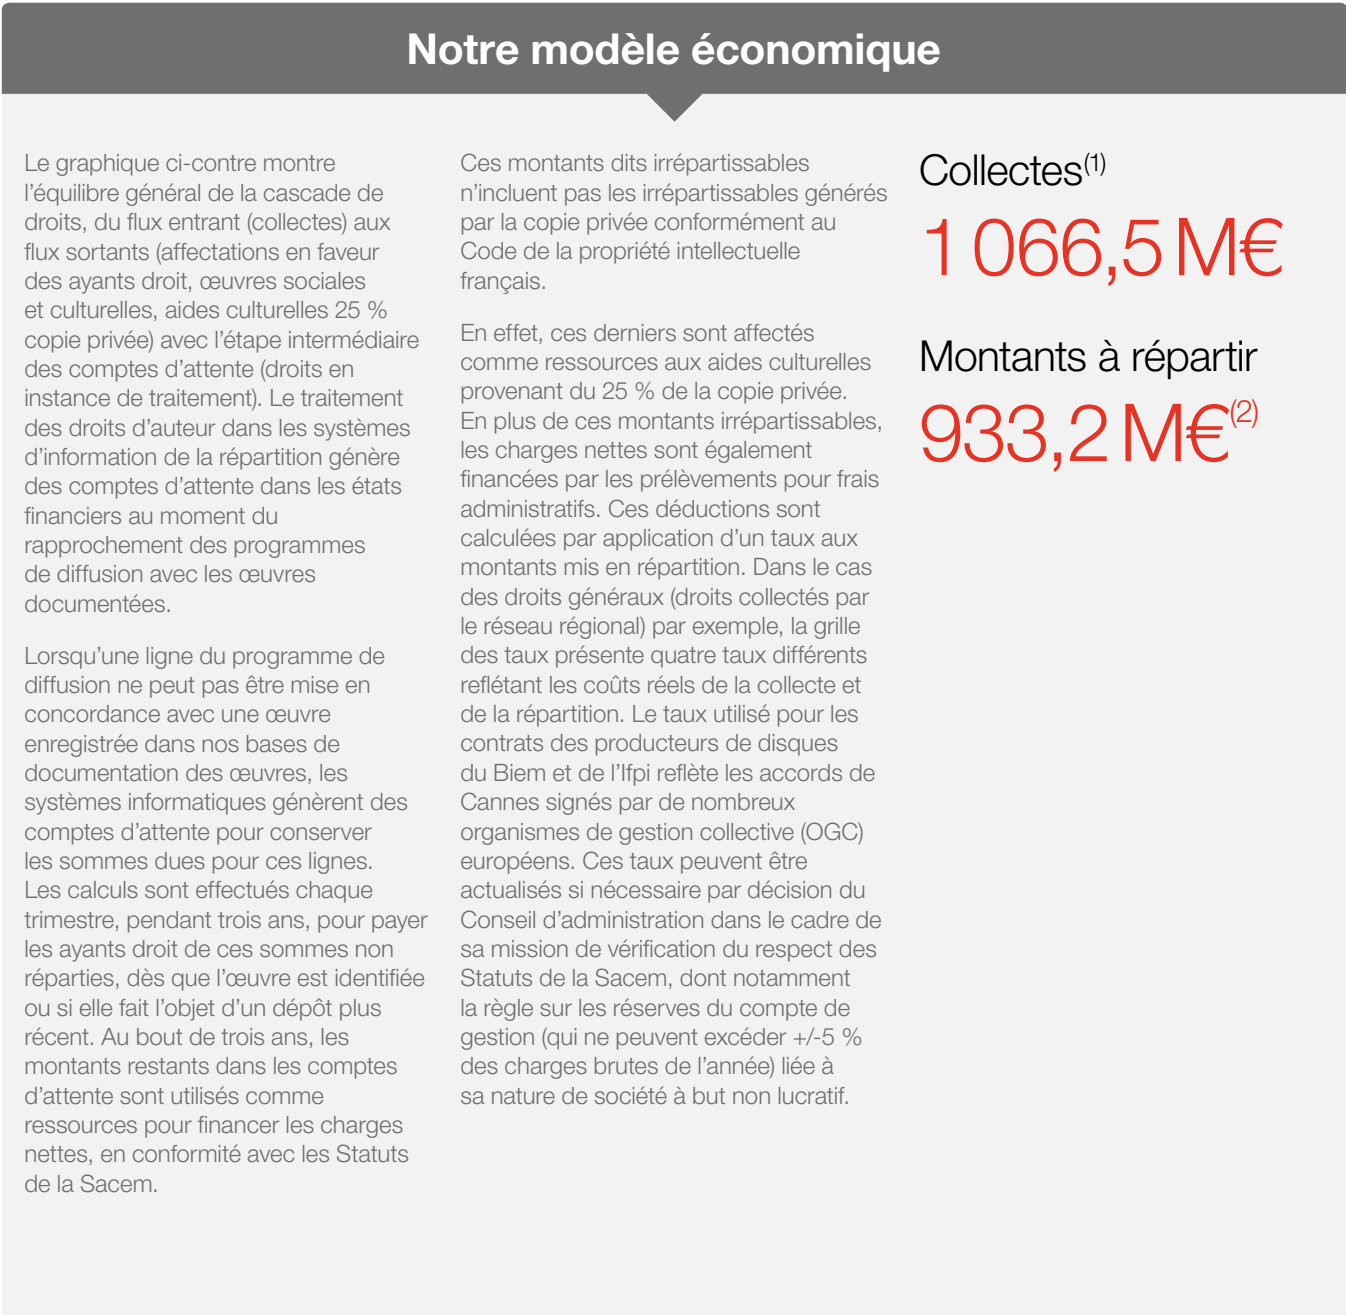 Notre modèle économique
Le graphique ci-contre montre
l’équilibre général de la cascade de
droits, du flux entrant (collectes) aux
flux sortants (affectations en faveur
des ayants droit, œuvres sociales
et culturelles, aides culturelles 25 %
copie privée) avec l’étape intermédiaire
des comptes d’attente (droits en
instance de traitement). Le traitement
des droits d’auteur dans les systèmes
d’information de la répartition génère
des comptes d’attente dans les états
financiers au moment du
rapprochement des programmes
de diffusion avec les œuvres
documentées.
Lorsqu’une ligne du programme de
diffusion ne peut pas être mise en
concordance avec une œuvre
enregistrée dans nos bases de
documentation des œuvres, les
systèmes informatiques génèrent des
comptes d’attente pour conserver
les sommes dues pour ces lignes.
Les calculs sont effectués chaque
trimestre, pendant trois ans, pour payer
les ayants droit de ces sommes non
réparties, dès que l’œuvre est identifiée
ou si elle fait l’objet d’un dépôt plus
récent. Au bout de trois ans, les
montants restants dans les comptes
d’attente sont utilisés comme
ressources pour financer les charges
nettes, en conformité avec les Statuts
de la Sacem.
Ces montants dits irrépartissables
n’incluent pas les irrépartissables générés
par la copie privée conformément au
Code de la propriété intellectuelle
français.
En effet, ces derniers sont affectés
comme ressources aux aides culturelles
provenant du 25 % de la copie privée.
En plus de ces montants irrépartissables,
les charges nettes sont également
financées par les prélèvements pour frais
administratifs. Ces déductions sont
calculées par application d’un taux aux
montants mis en répartition. Dans le cas
des droits généraux (droits collectés par
le réseau régional) par exemple, la grille
des taux présente quatre taux différents
reflétant les coûts réels de la collecte et
de la répartition. Le taux utilisé pour les
contrats des producteurs de disques
du Biem et de l’Ifpi reflète les accords de
Cannes signés par de nombreux
organismes de gestion collective (OGC)
européens. Ces taux peuvent être
actualisés si nécessaire par décision du
Conseil d’administration dans le cadre de
sa mission de vérification du respect des
Statuts de la Sacem, dont notamment
la règle sur les réserves du compte de
gestion (qui ne peuvent excéder +/-5 %
des charges brutes de l’année) liée à
sa nature de société à but non lucratif.
Collectes(1)
1 066,5 M€
Montants à répartir
933,2 M€(2)